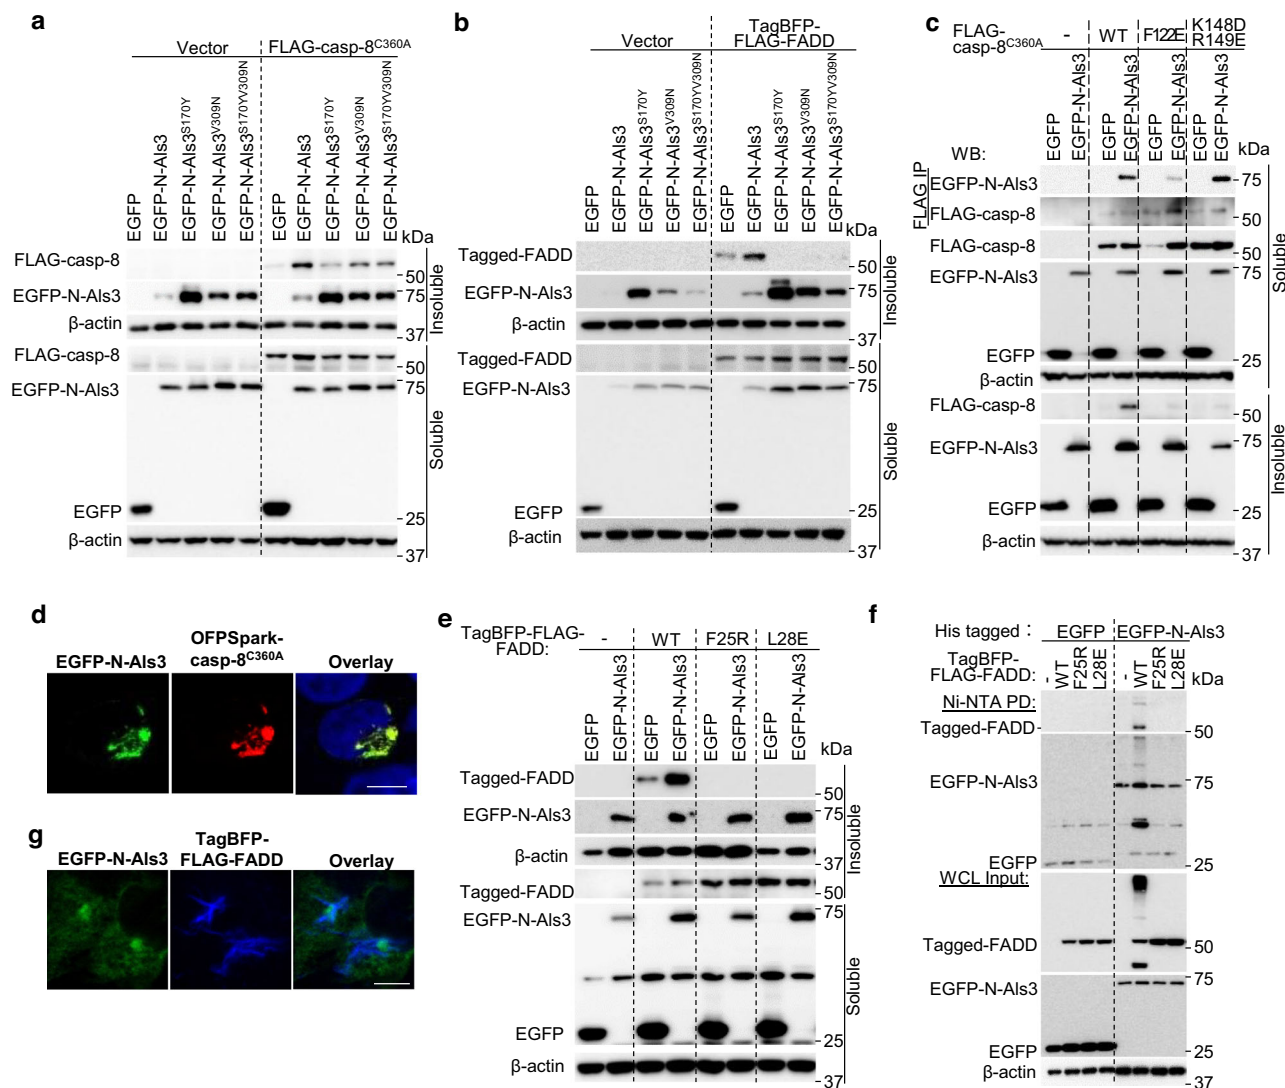 a
Vector
FLAG-casp-8C360A
EGFP
EGFP-N-Als3
EGFP-N-Als3S170Y
EGFP-N-Als3V309N
EGFP-N-Als3S170YV309N
EGFP
EGFP-N-Als3
EGFP-N-Als3S170Y
EGFP-N-Als3V309N
EGFP-N-Als3S170YV309N
kDa
FLAG-casp-8
50
EGFP-N-Als3
75
β-actin
37
Insoluble
FLAG-casp-8
50
EGFP-N-Als3
75
EGFP
25
β-actin
37
Soluble
b
Vector
TagBFP-
FLAG-FADD
EGFP
EGFP-N-Als3
EGFP-N-Als3S170Y
EGFP-N-Als3V309N
EGFP-N-Als3S170YV309N
EGFP
EGFP-N-Als3
EGFP-N-Als3S170Y
EGFP-N-Als3V309N
EGFP-N-Als3S170YV309N
kDa
Tagged-FADD
50
EGFP-N-Als3
75
β-actin
37
Insoluble
Tagged-FADD
50
EGFP-N-Als3
75
EGFP
25
β-actin
37
Soluble
c
FLAG-
casp-8C360A
-
WT
F122E
K148D
R149E
EGFP
EGFP-N-Als3
EGFP
EGFP-N-Als3
EGFP
EGFP-N-Als3
EGFP
EGFP-N-Als3
WB:
kDa
FLAG IP
EGFP-N-Als3
75
FLAG-casp-8
50
FLAG-casp-8
EGFP-N-Als3
75
EGFP
25
β-actin
Soluble
FLAG-casp-8
50
EGFP-N-Als3
75
EGFP
25
β-actin
37
Insoluble
d
EGFP-N-Als3
OFPSpark-
casp-8C360A
Overlay
g
EGFP-N-Als3
TagBFP-
FLAG-FADD
Overlay
e
TagBFP-FLAG-
FADD:
-
WT
F25R
L28E
EGFP
EGFP-N-Als3
EGFP
EGFP-N-Als3
EGFP
EGFP-N-Als3
EGFP
EGFP-N-Als3
kDa
Tagged-FADD
50
EGFP-N-Als3
75
β-actin
37
Insoluble
Tagged-FADD
50
EGFP-N-Als3
75
EGFP
25
β-actin
37
Soluble
f
His tagged :
EGFP
EGFP-N-Als3
TagBFP-
FLAG-FADD:
-
WT
F25R
L28E
-
WT
F25R
L28E
kDa
Ni-NTA PD:
Tagged-FADD
50
EGFP-N-Als3
75
EGFP
25
WCL Input:
Tagged-FADD
50
EGFP-N-Als3
75
EGFP
25
β-actin
37